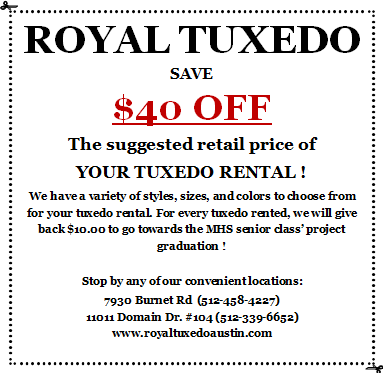 ROYAL TUXEDO
SAVE
$40 OFF
The suggested retail price of
YOUR TUXEDO RENTAL !
We have a variety of styles, sizes, and colors to choose from
for your tuxedo rental. For every tuxedo rented, we will give
back $10.00 to go towards the MHS senior class' project
graduation !
Stop by any of our convenient locations:
7930 Burnet Rd (512-458-4227)
11011 Domain Dr. #104 (512-339-6652)
www.royaltuxedoaustin.com